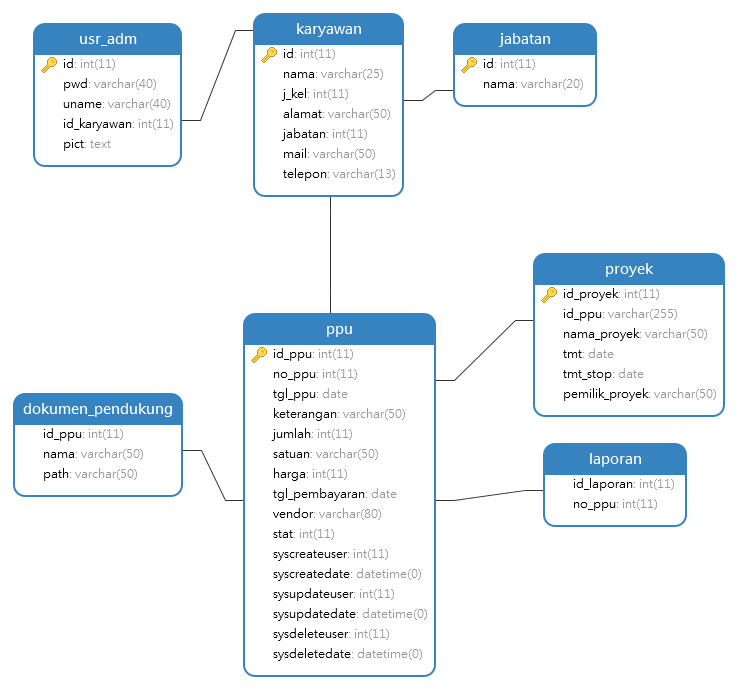 usr_adm
id: int(11)
pwd: varchar(40)
uname: varchar(40)
id_karyawan: int(11)
pict: text
karyawan
id: int(11)
nama: varchar(25)
j_kel: int(11)
alamat: varchar(50)
jabatan: int(11)
mail: varchar(50)
telepon: varchar(13)
jabatan
id: int(11)
nama: varchar(20)
proyek
id_proyek: int(11)
id_ppu: varchar(255)
nama_proyek: varchar(50)
tmt: date
tmt_stop: date
pemilik_proyek: varchar(50)
ppu
id_ppu: int(11)
no_ppu: int(11)
tgl_ppu: date
keterangan: varchar(50)
jumlah: int(11)
satuan: varchar(50)
harga: int(11)
tgl_pembayaran: date
vendor: varchar(80)
stat: int(11)
syscreateuser: int(11)
syscreatedate: datetime(0)
sysupdateuser: int(11)
sysupdatedate: datetime(0)
sysdeleteuser: int(11)
sysdeletedate: datetime(0)
dokumen_pendukung
id_ppu: int(11)
nama: varchar(50)
path: varchar(50)
laporan
id_laporan: int(11)
no_ppu: int(11)